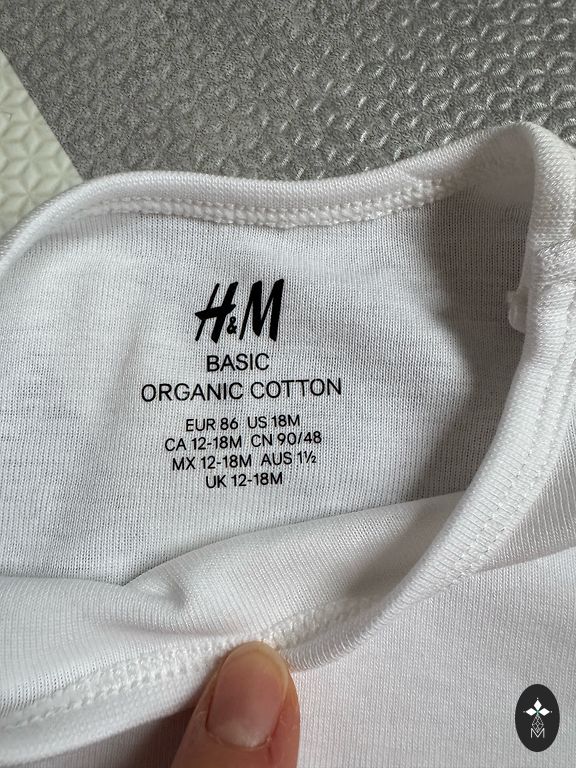 H&M
BASIC
ORGANIC COTTON
EUR 86 US 18M
CA 12-18M CN 90/48
MX 12-18M AUS 1½
UK 12-18M
M